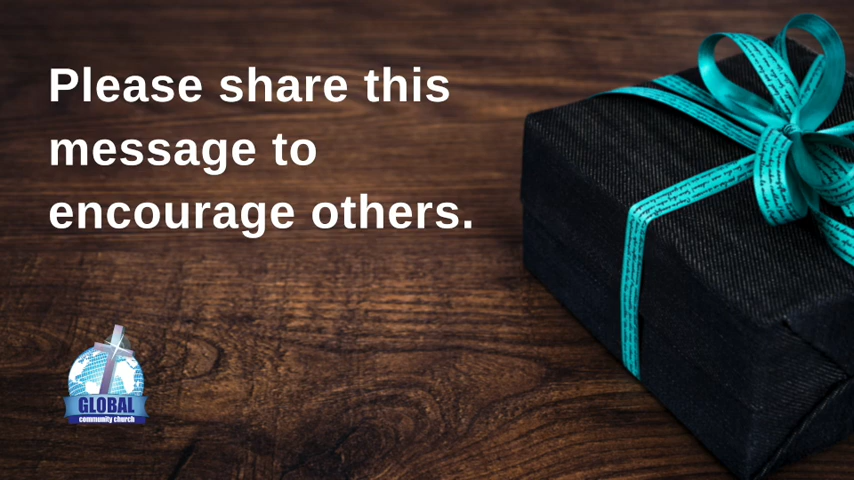 Please share this
message to
encourage others.
GLOBAL
community church